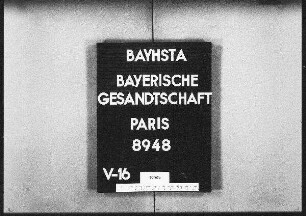 BAYHSTA
BAYERISCHE
GESANDTSCHAFT
PARIS
8948
V-16